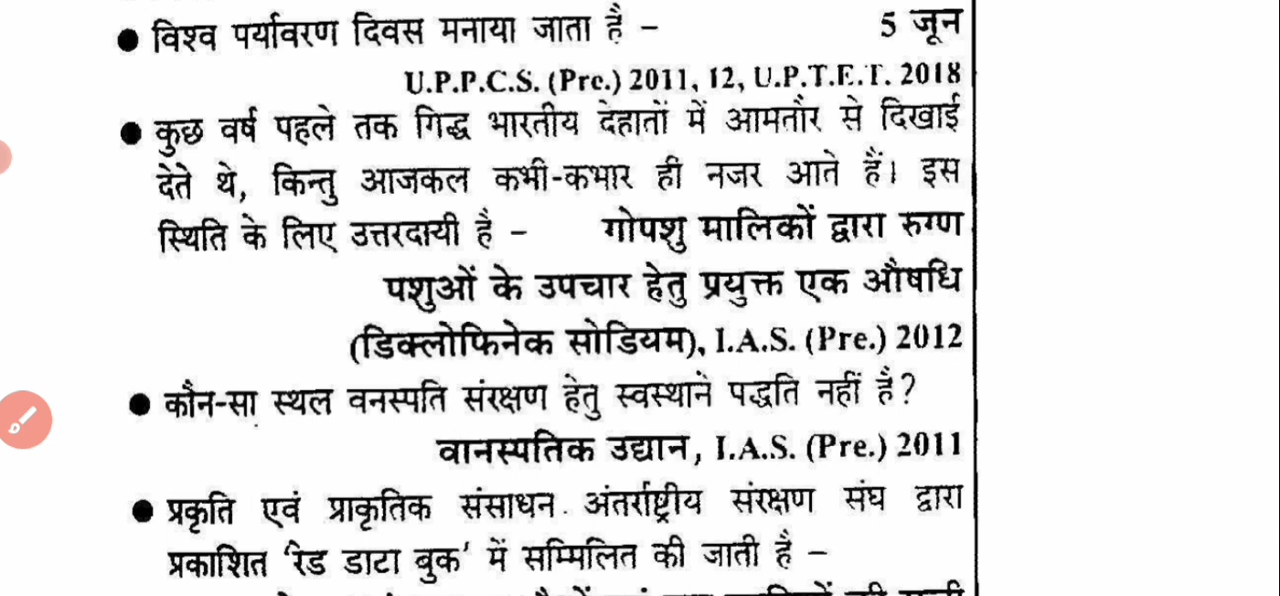 ● विश्व पर्यावरण दिवस मनाया जाता है – 5 जून
U.P.P.C.S. (Pre.) 2011, 12, U.P.T.E.T. 2018
● कुछ वर्ष पहले तक गिद्ध भारतीय देहातों में आमतौर से दिखाई
देते थे, किन्तु आजकल कभी-कभार ही नजर आते हैं। इस
स्थिति के लिए उत्तरदायी है – गोपशु मालिकों द्वारा रुग्ण
पशुओं के उपचार हेतु प्रयुक्त एक औषधि
(डिक्लोफिनेक सोडियम), I.A.S. (Pre.) 2012
● कौन-सा स्थल वनस्पति संरक्षण हेतु स्वस्थाने पद्धति नहीं है?
वानस्पतिक उद्यान, I.A.S. (Pre.) 2011
● प्रकृति एवं प्राकृतिक संसाधन अंतर्राष्ट्रीय संरक्षण संघ द्वारा
प्रकाशित ‘रेड डाटा बुक’ में सम्मिलित की जाती है –